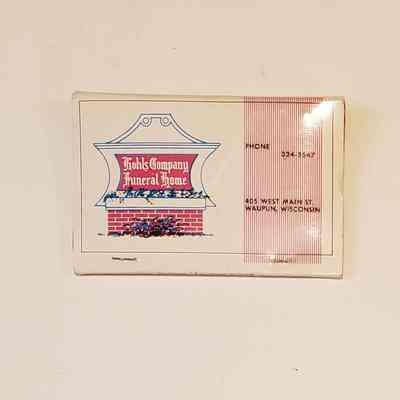 Kohls Company
Funeral Home
PHONE
324-5547
405 WEST MAIN ST.
WAUPUN, WISCONSIN